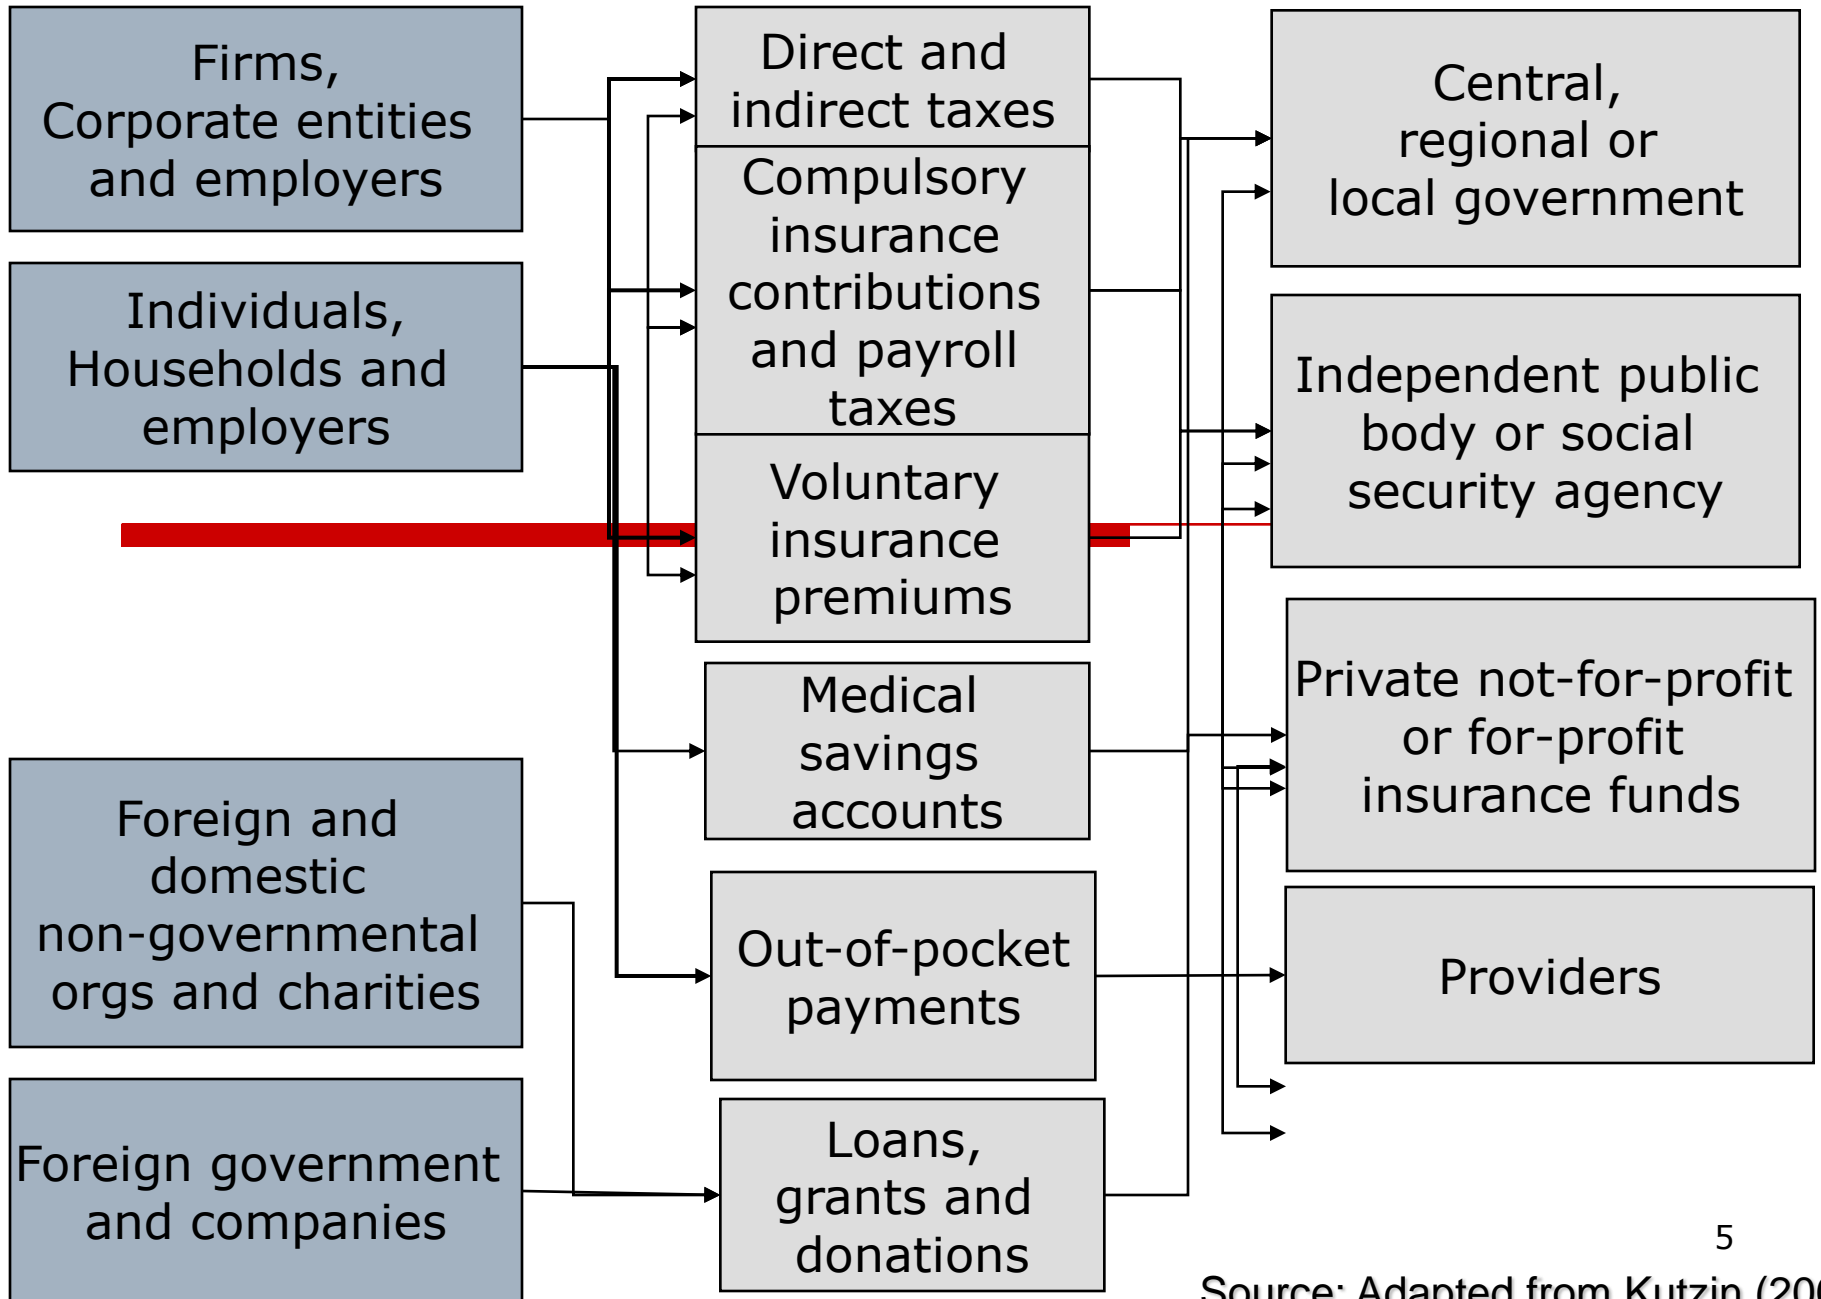 Firms,
Corporate entities
and employers
Individuals,
Households and
employers
Foreign and
domestic
non-governmental
orgs and charities
Foreign government
and companies
Direct and
indirect taxes
Compulsory
insurance
contributions
and payroll
taxes
Voluntary
insurance
premiums
Medical
savings
accounts
Out-of-pocket
payments
Loans,
grants and
donations
Central,
regional or
local government
Independent public
body or social
security agency
Private not-for-profit
or for-profit
insurance funds
Providers
5
Source: Adapted from Kutzin